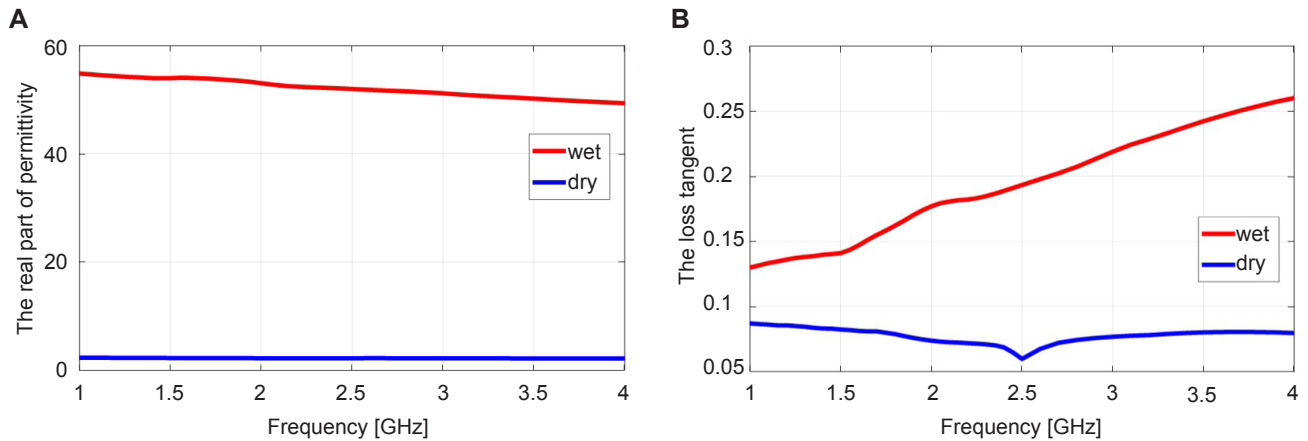 A
The real part of permittivity
60
40
20
0
1
1.5
2
2.5
3
3.5
4
Frequency [GHz]
wet
dry
B
The loss tangent
0.3
0.25
0.2
0.15
0.1
0.05
1
1.5
2
2.5
3
3.5
4
Frequency [GHz]
wet
dry